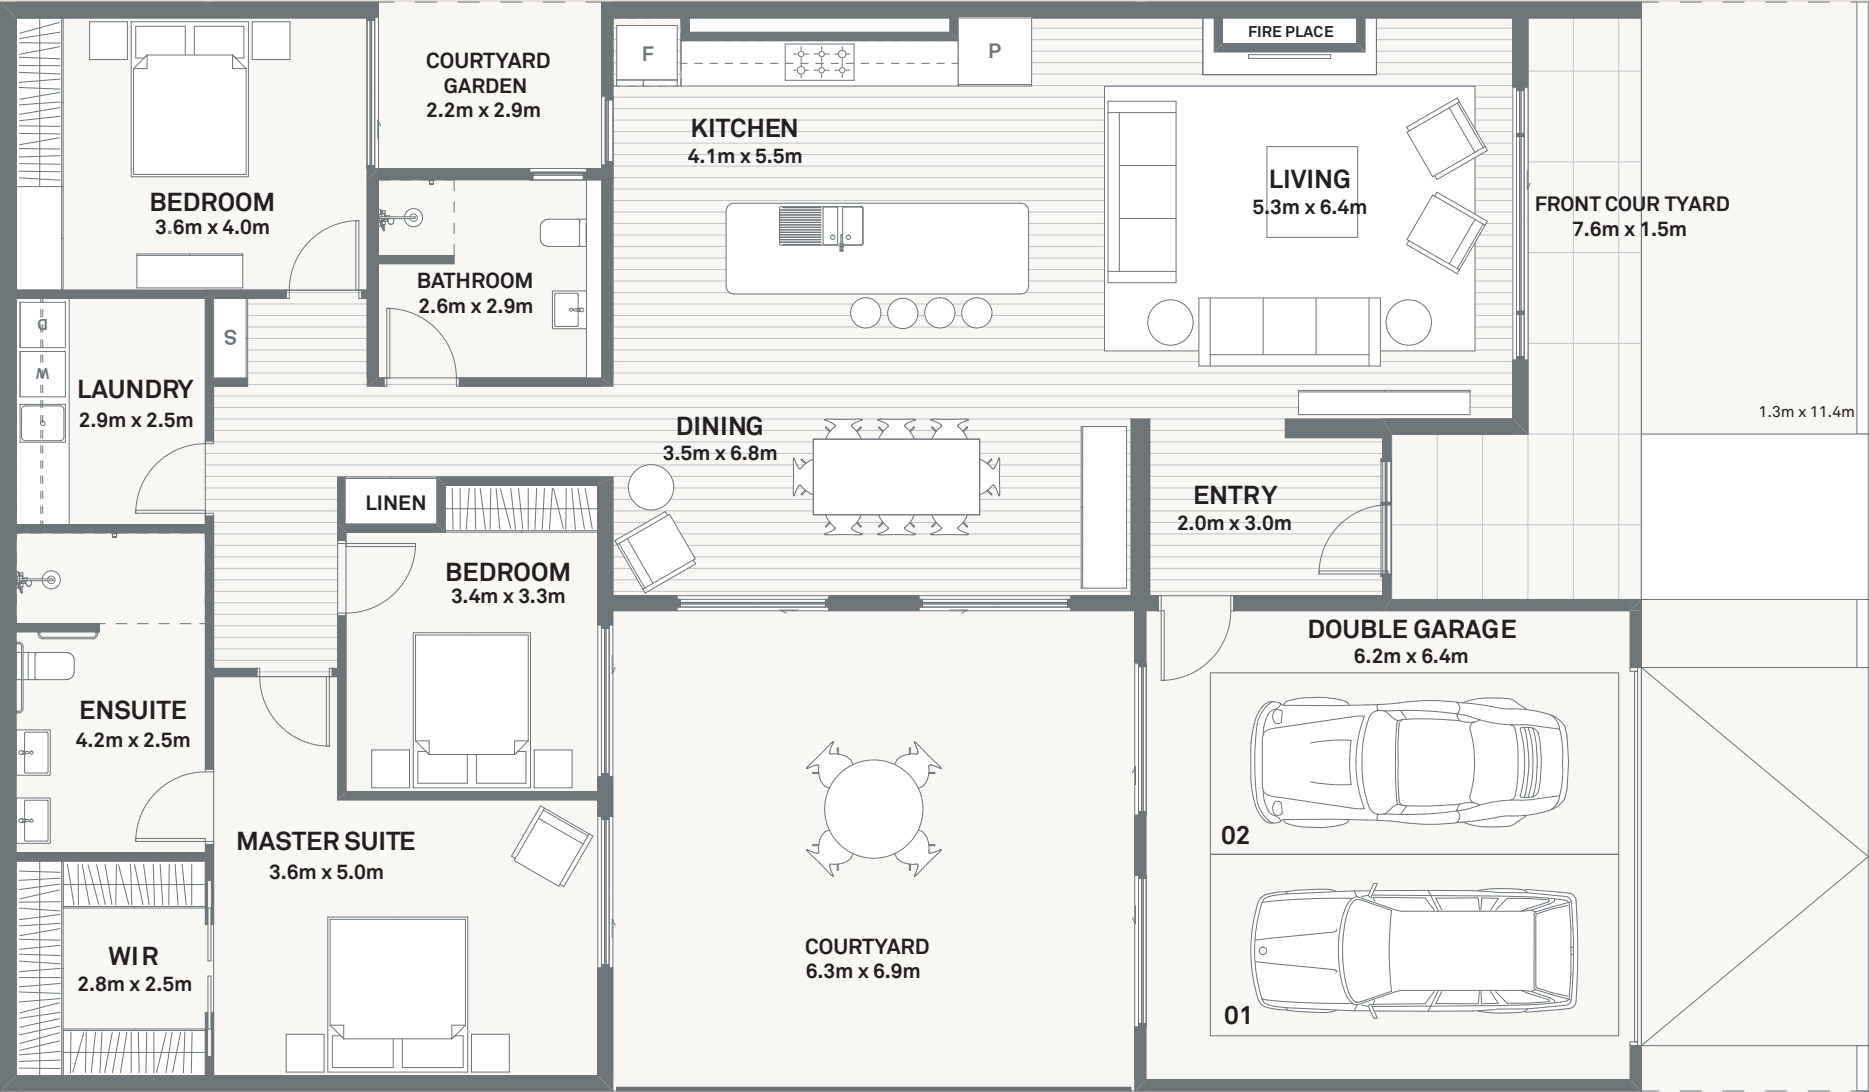 COURTYARD
GARDEN
2.2m x 2.9m
F
P
FIRE PLACE
KITCHEN
4.1m x 5.5m
BEDROOM
3.6m x 4.0m
LIVING
5.3m x 6.4m
FRONT COUR TYARD
7.6m x 1.5m
BATHROOM
2.6m x 2.9m
D
W
S
LAUNDRY
2.9m x 2.5m
1.3m x 11.4m
DINING
3.5m x 6.8m
LINEN
ENTRY
2.0m x 3.0m
BEDROOM
3.4m x 3.3m
DOUBLE GARAGE
6.2m x 6.4m
ENSUITE
4.2m x 2.5m
MASTER SUITE
3.6m x 5.0m
02
WIR
2.8m x 2.5m
COURTYARD
6.3m x 6.9m
01